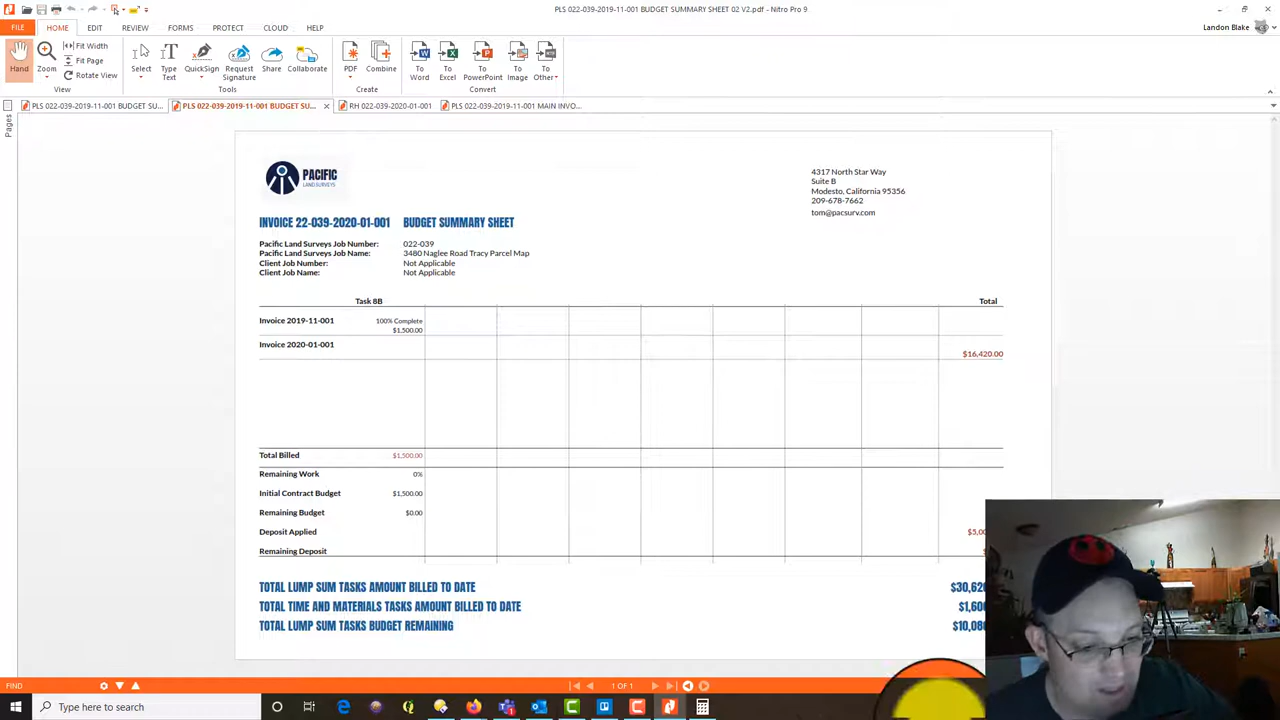 PLS 022-039-2019-11-001 BUDGET SUMMARY SHEET 02 V2.pdf - Nitro Pro 9
FILE HOME EDIT REVIEW FORMS PROTECT CLOUD HELP
Landon Blake
Hand
Zoom
Fit Width
Fit Page
Rotate View
View
Select
Type Text
QuickSign
Request Signature
Share
Collaborate
Tools
PDF
Combine
Create
To Word
To Excel
To PowerPoint
To Image
To Other
Convert
PLS 022-039-2019-11-001 BUDGET SU...
PLS 022-039-2019-11-001 BUDGET SU...
RH 022-039-2020-01-001
PLS 022-039-2019-11-001 MAIN INVO...
Pages
PACIFIC
LAND SURVEYS
4317 North Star Way
Suite B
Modesto, California 95356
209-678-7662
tom@pacsurv.com
INVOICE 22-039-2020-01-001 BUDGET SUMMARY SHEET
Pacific Land Surveys Job Number: 022-039
Pacific Land Surveys Job Name: 3480 Naglee Road Tracy Parcel Map
Client Job Number: Not Applicable
Client Job Name: Not Applicable
Task 8B Total
Invoice 2019-11-001 100% Complete
$1,500.00
Invoice 2020-01-001
$16,420.00
Total Billed $1,500.00
Remaining Work 0%
Initial Contract Budget $1,500.00
Remaining Budget $0.00
Deposit Applied
Remaining Deposit
TOTAL LUMP SUM TASKS AMOUNT BILLED TO DATE
TOTAL TIME AND MATERIALS TASKS AMOUNT BILLED TO DATE
TOTAL LUMP SUM TASKS BUDGET REMAINING
FIND
1 OF 1
Type here to search